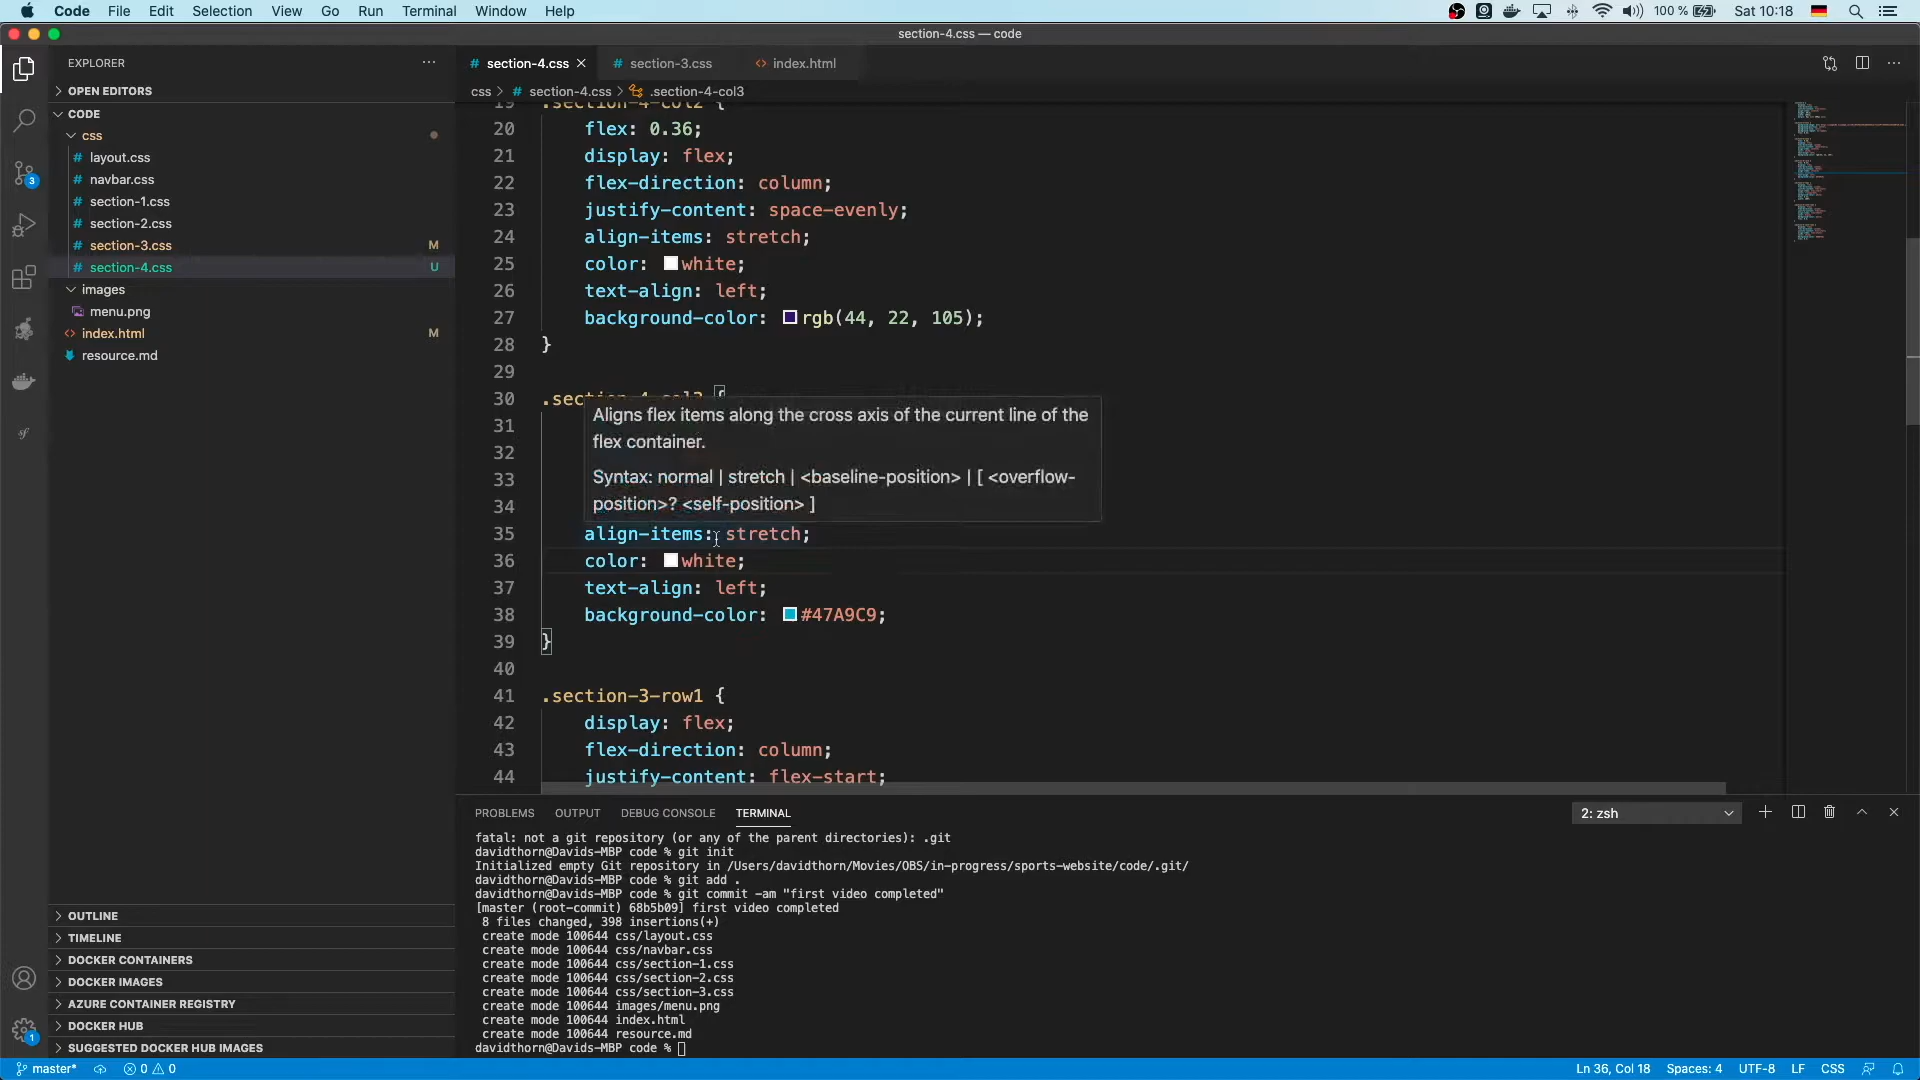 Code File Edit Selection View Go Run Terminal Window Help
100 % Sat 10:18
section-4.css — code
EXPLORER
OPEN EDITORS
CODE
css
# layout.css
# navbar.css
# section-1.css
# section-2.css
# section-3.css M
# section-4.css U
images
menu.png
<> index.html M
resource.md
3
1
OUTLINE
TIMELINE
DOCKER CONTAINERS
DOCKER IMAGES
AZURE CONTAINER REGISTRY
DOCKER HUB
SUGGESTED DOCKER HUB IMAGES
# section-4.css # section-3.css <> index.html
css > # section-4.css > .section-4-col3
19 .section-4-col2 {
20 flex: 0.36;
21 display: flex;
22 flex-direction: column;
23 justify-content: space-evenly;
24 align-items: stretch;
25 color: white;
26 text-align: left;
27 background-color: rgb(44, 22, 105);
28 }
29
30 .section-4-col3 {
Aligns flex items along the cross axis of the current line of the
flex container.
Syntax: normal | stretch | <baseline-position> | [ <overflow-
position>? <self-position> ]
31
32
33
34
35 align-items: stretch;
36 color: white;
37 text-align: left;
38 background-color: #47A9C9;
39 }
40
41 .section-3-row1 {
42 display: flex;
43 flex-direction: column;
44 justify-content: flex-start;
PROBLEMS OUTPUT DEBUG CONSOLE TERMINAL 2: zsh
fatal: not a git repository (or any of the parent directories): .git
davidthorn@Davids-MBP code % git init
Initialized empty Git repository in /Users/davidthorn/Movies/OBS/in-progress/sports-website/code/.git/
davidthorn@Davids-MBP code % git add .
davidthorn@Davids-MBP code % git commit -am "first video completed"
[master (root-commit) 68b5b09] first video completed
8 files changed, 398 insertions(+)
create mode 100644 css/layout.css
create mode 100644 css/navbar.css
create mode 100644 css/section-1.css
create mode 100644 css/section-2.css
create mode 100644 css/section-3.css
create mode 100644 images/menu.png
create mode 100644 index.html
create mode 100644 resource.md
davidthorn@Davids-MBP code %
master* 0 0 Ln 36, Col 18 Spaces: 4 UTF-8 LF CSS